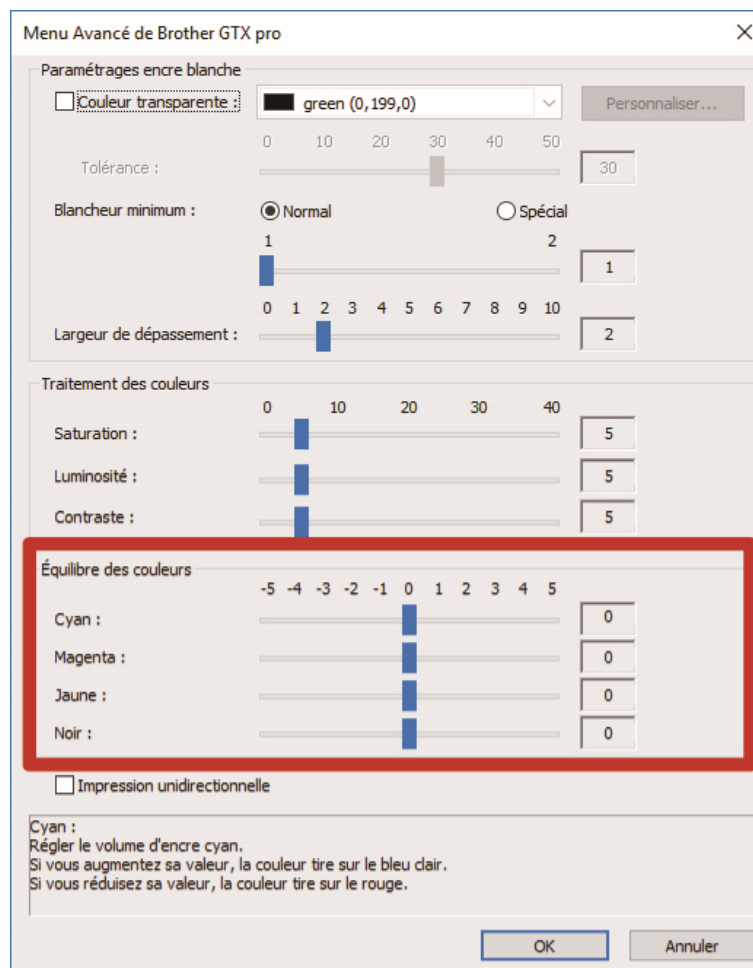 Menu Avancé de Brother GTX pro
Paramétrages encre blanche
Couleur transparente :
green (0,199,0)
Personnaliser...
0 10 20 30 40 50
Tolérance :
30
Blancheur minimum :
Normal
Spécial
1 2
1
0 1 2 3 4 5 6 7 8 9 10
Largeur de dépassement :
2
Traitement des couleurs
0 10 20 30 40
Saturation :
5
Luminosité :
5
Contraste :
5
Équilibre des couleurs
-5 -4 -3 -2 -1 0 1 2 3 4 5
Cyan :
0
Magenta :
0
Jaune :
0
Noir :
0
Impression unidirectionnelle
Cyan :
Régler le volume d'encre cyan.
Si vous augmentez sa valeur, la couleur tire sur le bleu clair.
Si vous réduisez sa valeur, la couleur tire sur le rouge.
OK
Annuler